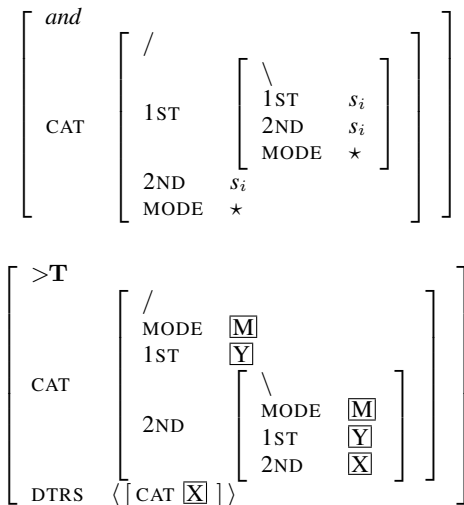 and
/
\
1ST s_i
1ST
2ND s_i
CAT
MODE ⋆
2ND s_i
MODE ⋆
>T
/
MODE M
1ST Y
\
CAT
MODE M
2ND
1ST Y
2ND X
DTRS ⟨ [ CAT X ] ⟩